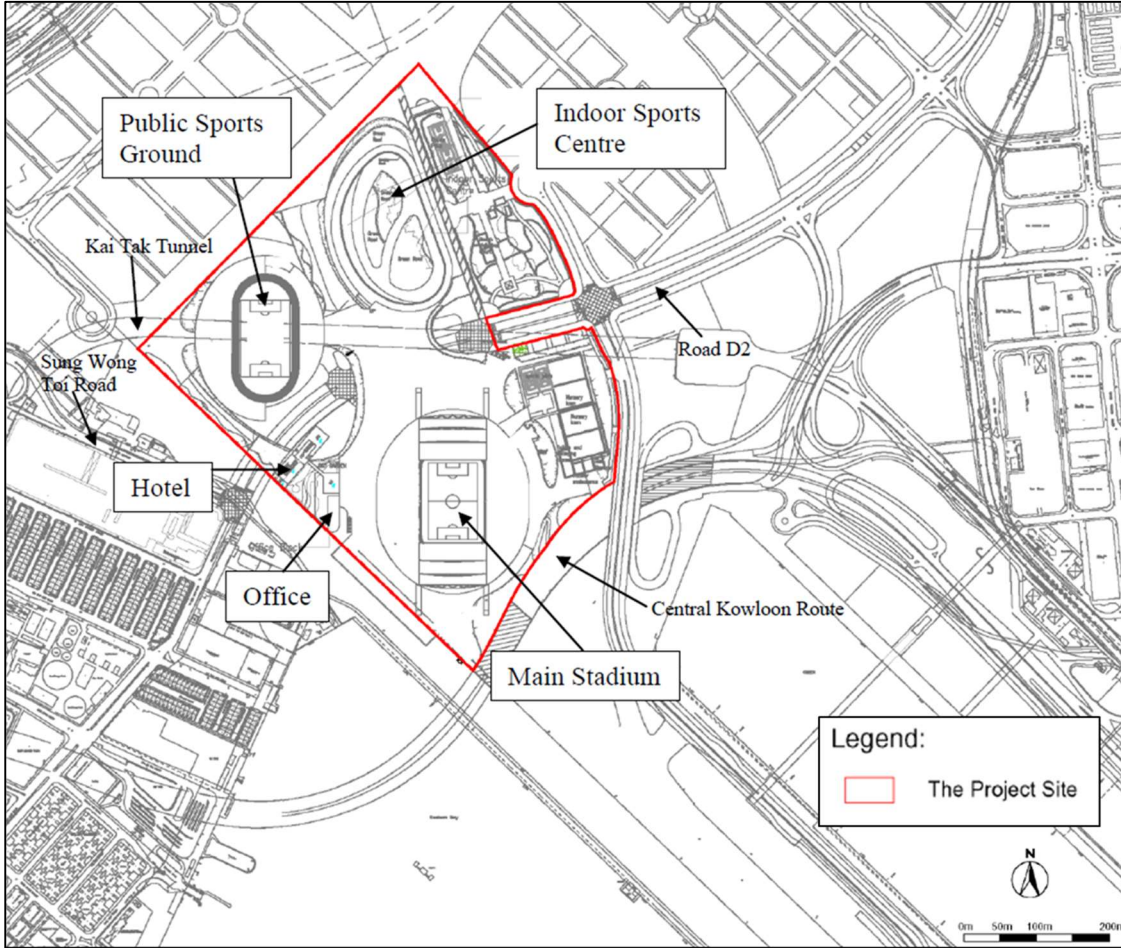 Public Sports
Ground
Indoor Sports
Centre
Kai Tak Tunnel
Road D2
Sung Wong
Toi Road
Hotel
Office
Central Kowloon Route
Main Stadium
Legend:
The Project Site
N
0m 50m 100m 200m